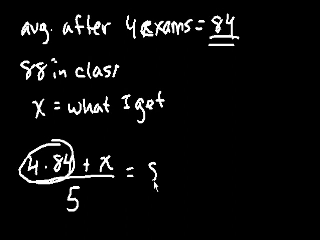 avg. after 4 exams = 84
88 in class
x = what I get
4 · 84 + x
5
=